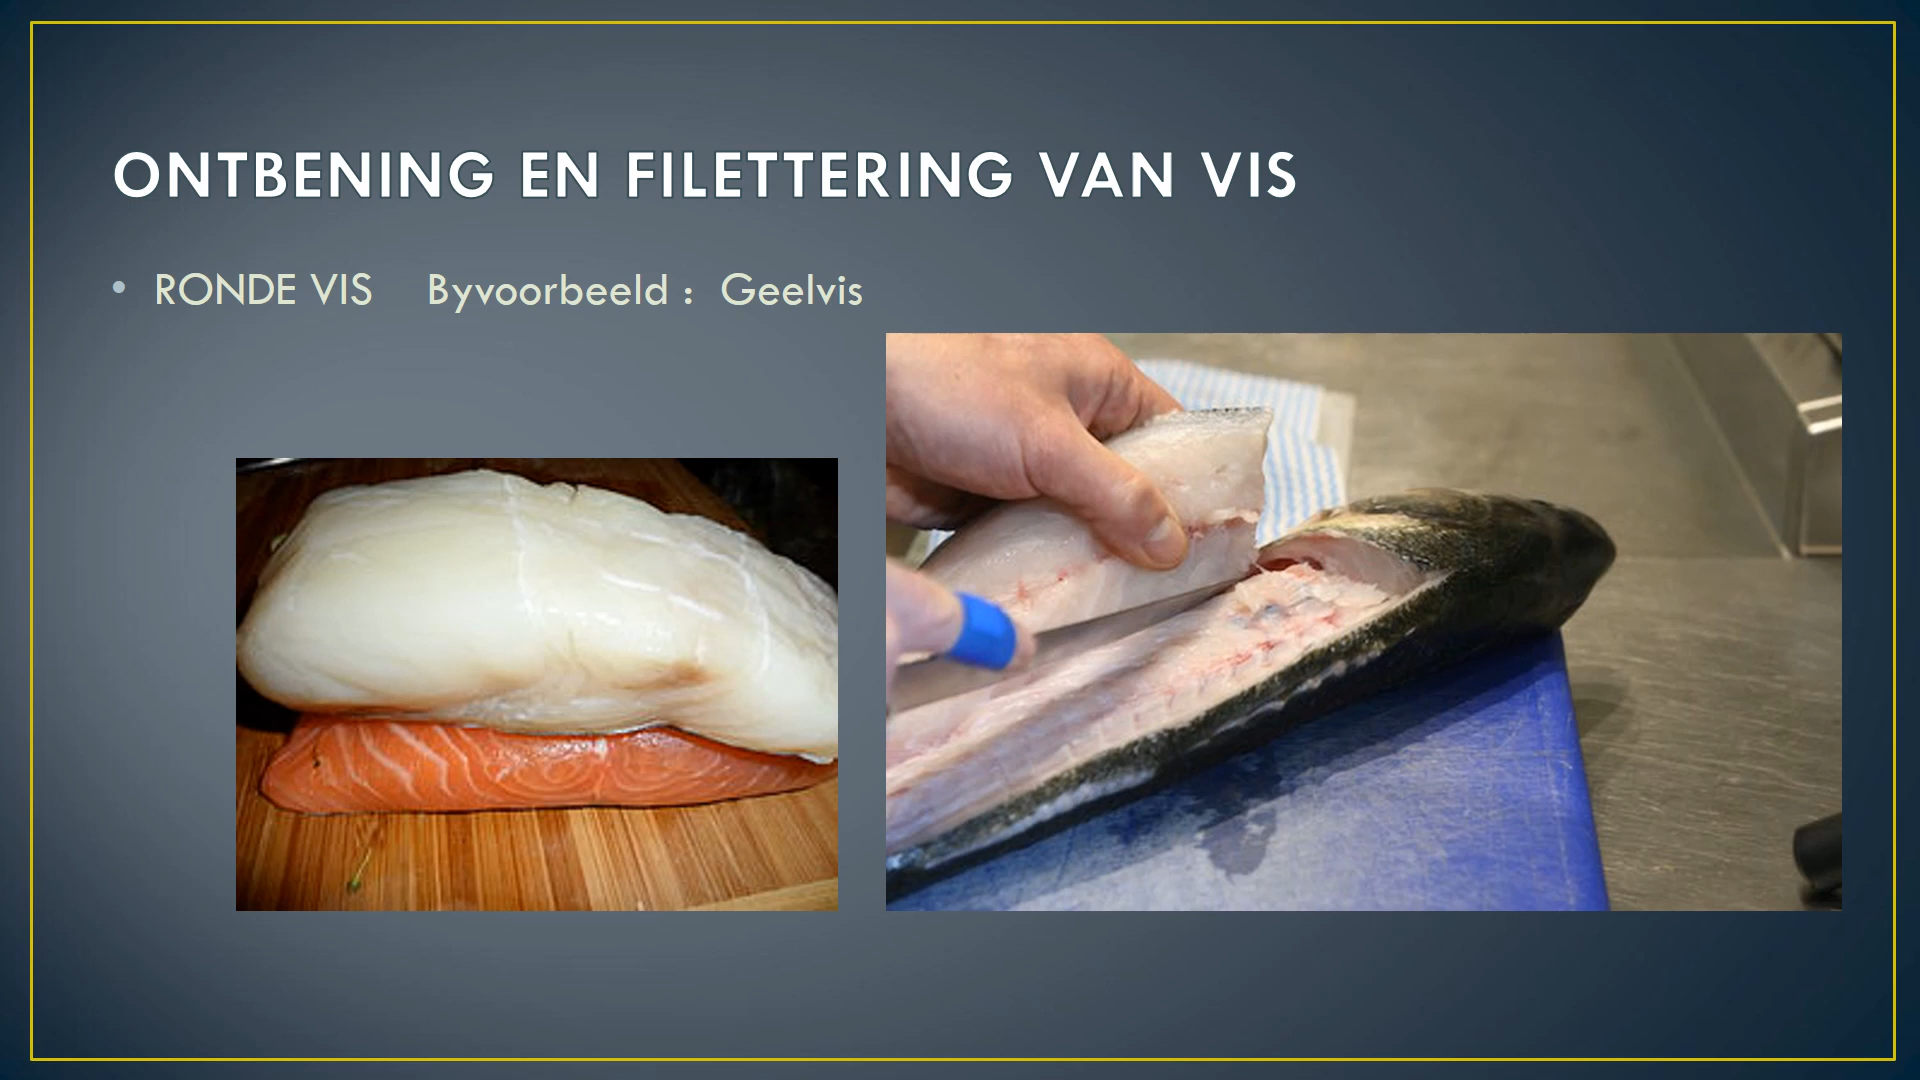 ONTBENING EN FILETTERING VAN VIS
• RONDE VIS Byvoorbeeld : Geelvis